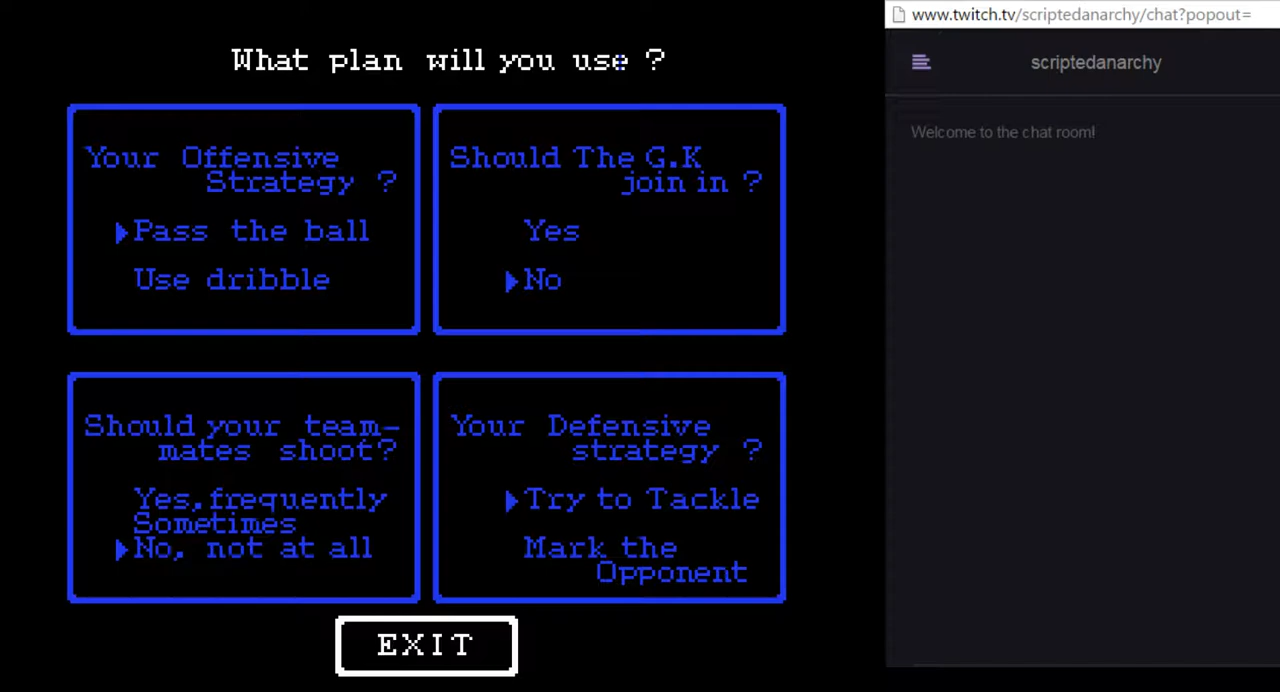 What plan will you use ?
Your Offensive
Strategy ?
▶Pass the ball
Use dribble
Should The G.K
join in ?
Yes
▶No
Should your team-
mates shoot?
Yes,frequently
Sometimes
▶No, not at all
Your Defensive
strategy ?
▶Try to Tackle
Mark the
Opponent
EXIT
www.twitch.tv/scriptedanarchy/chat?popout=
scriptedanarchy
Welcome to the chat room!